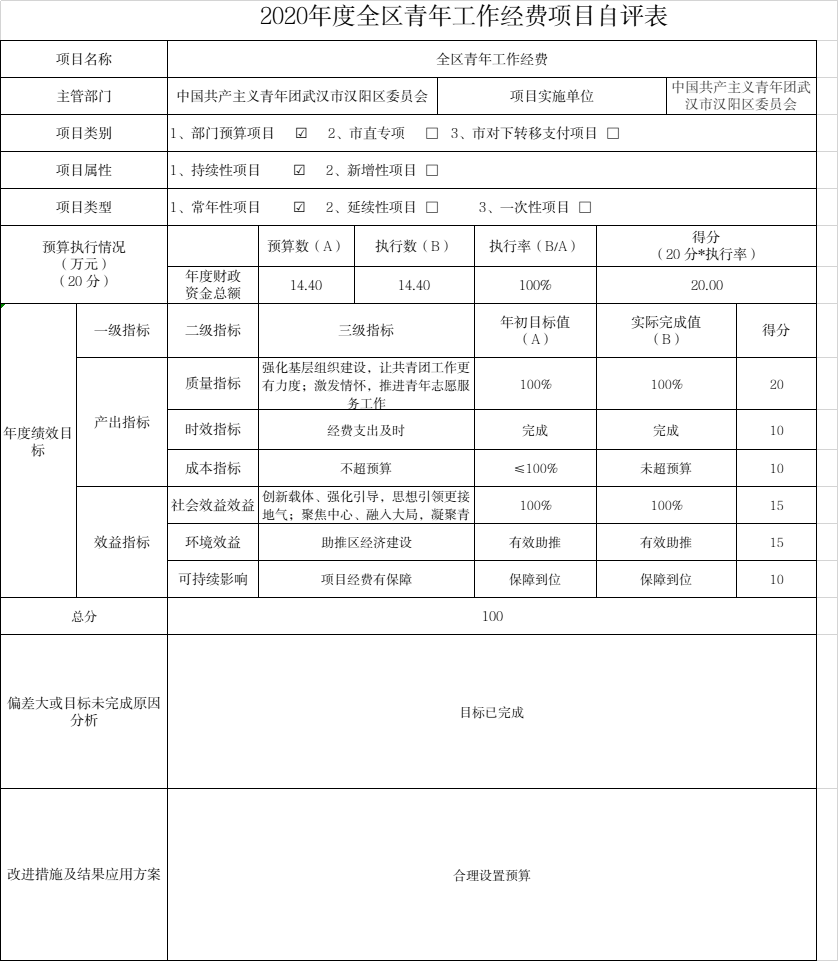 2020年度全区青年工作经费项目自评表
项目名称 全区青年工作经费
主管部门 中国共产主义青年团武汉市汉阳区委员会 项目实施单位 中国共产主义青年团武
汉市汉阳区委员会
项目类别 1、部门预算项目 ☑ 2、市直专项 □ 3、市对下转移支付项目 □
项目属性 1、持续性项目 ☑ 2、新增性项目 □
项目类型 1、常年性项目 ☑ 2、延续性项目 □ 3、一次性项目 □
预算执行情况
（万元）
（20分）
预算数（A） 执行数（B） 执行率（B/A） 得分
（20分*执行率）
年度财政
资金总额 14.40 14.40 100% 20.00
年度绩效目
标
一级指标 二级指标 三级指标 年初目标值
（A） 实际完成值
（B） 得分
产出指标
质量指标 强化基层组织建设，让共青团工作更
有力度；激发情怀，推进青年志愿服
务工作 100% 100% 20
时效指标 经费支出及时 完成 完成 10
成本指标 不超预算 ≤100% 未超预算 10
效益指标
社会效益效益 创新载体、强化引导，思想引领更接
地气；聚焦中心、融入大局，凝聚青 100% 100% 15
环境效益 助推区经济建设 有效助推 有效助推 15
可持续影响 项目经费有保障 保障到位 保障到位 10
总分 100
偏差大或目标未完成原因
分析 目标已完成
改进措施及结果应用方案 合理设置预算